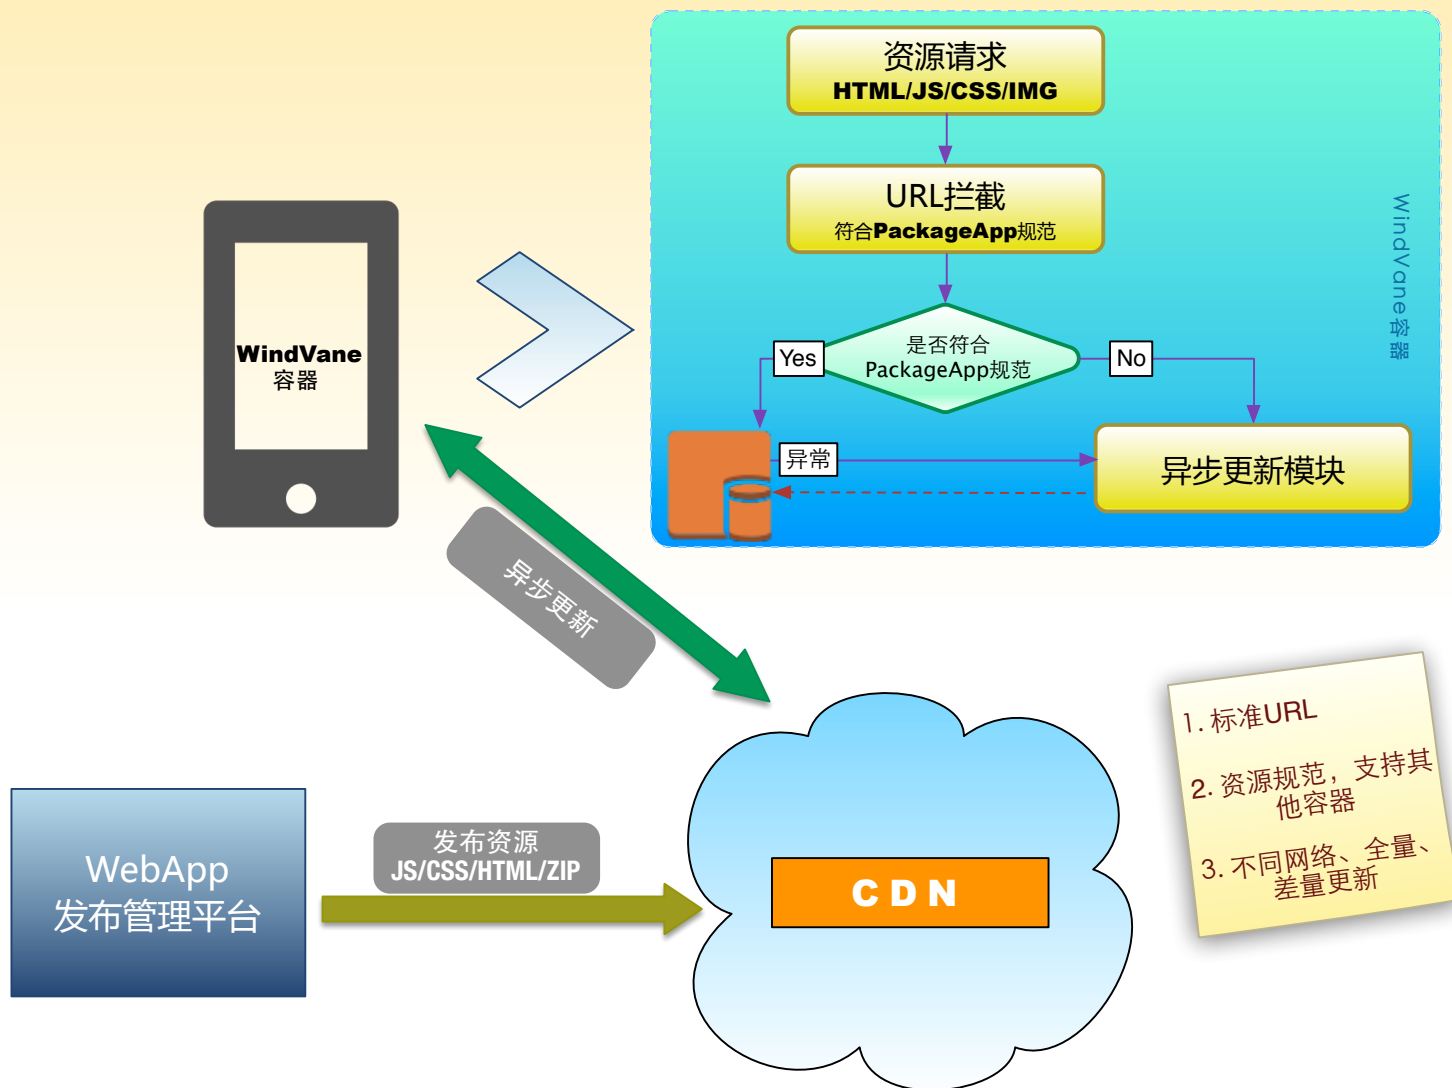 资源请求
HTML/JS/CSS/IMG
URL拦截
符合PackageApp规范
WindVane容器
是否符合
PackageApp规范
Yes
No
异常
异步更新模块
WindVane
容器
异步更新
1. 标准URL
2. 资源规范，支持其
他容器
3. 不同网络、全量、
差量更新
WebApp
发布管理平台
发布资源
JS/CSS/HTML/ZIP
CDN